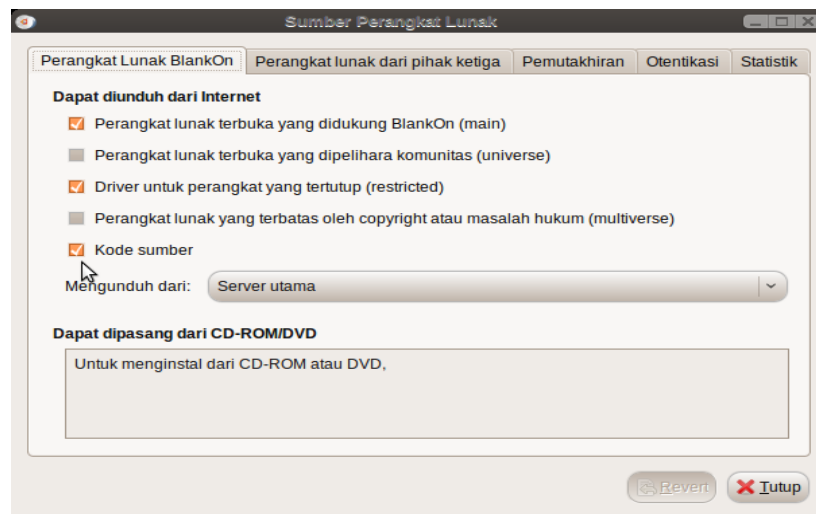 Sumber Perangkat Lunak
Perangkat Lunak BlankOn
Perangkat lunak dari pihak ketiga
Pemutakhiran
Otentikasi
Statistik
Dapat diunduh dari Internet
Perangkat lunak terbuka yang didukung BlankOn (main)
Perangkat lunak terbuka yang dipelihara komunitas (universe)
Driver untuk perangkat yang tertutup (restricted)
Perangkat lunak yang terbatas oleh copyright atau masalah hukum (multiverse)
Kode sumber
Mengunduh dari: Server utama
Dapat dipasang dari CD-ROM/DVD
Untuk menginstal dari CD-ROM atau DVD,
Revert
Tutup